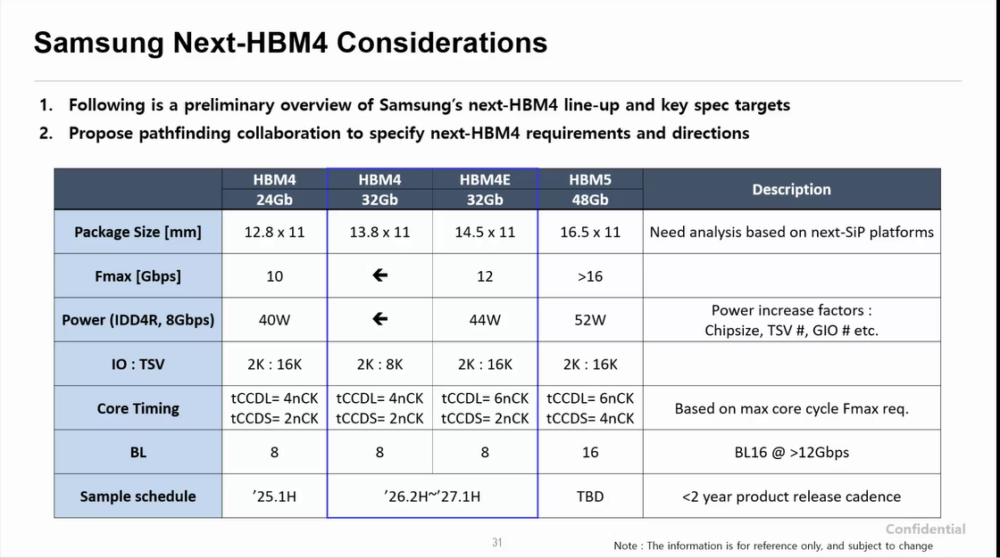 Samsung Next-HBM4 Considerations
1. Following is a preliminary overview of Samsung's next-HBM4 line-up and key spec targets
2. Propose pathfinding collaboration to specify next-HBM4 requirements and directions
HBM4 HBM4 HBM4E HBM5 Description
24Gb 32Gb 32Gb 48Gb
Package Size [mm] 12.8 x 11 13.8 x 11 14.5 x 11 16.5 x 11 Need analysis based on next-SiP platforms
Fmax [Gbps] 10 ← 12 >16
Power (IDD4R, 8Gbps) 40W ← 44W 52W Power increase factors :
Chipsize, TSV #, GIO # etc.
IO : TSV 2K : 16K 2K : 8K 2K : 16K 2K : 16K
Core Timing tCCDL= 4nCK tCCDL= 4nCK tCCDL= 6nCK tCCDL= 6nCK Based on max core cycle Fmax req.
tCCDS= 2nCK tCCDS= 2nCK tCCDS= 2nCK tCCDS= 4nCK
BL 8 8 8 16 BL16 @ >12Gbps
Sample schedule '25.1H '26.2H~'27.1H TBD <2 year product release cadence
Confidential
31
Note : The information is for reference only, and subject to change